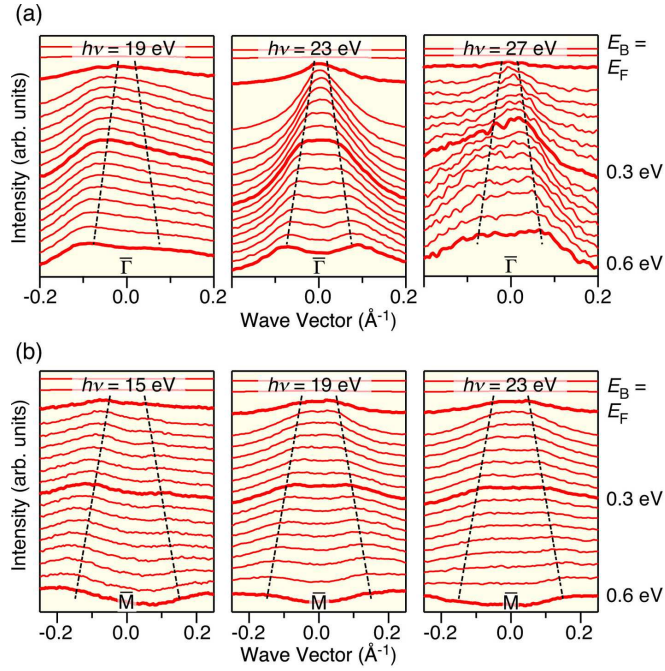 (a)
hν = 19 eV
hν = 23 eV
hν = 27 eV
E_B =
E_F
0.3 eV
0.6 eV
Intensity (arb. units)
Γ̅
Γ̅
Γ̅
-0.2 0.0 0.2
0.0 0.2
0.0 0.2
Wave Vector (Å⁻¹)
(b)
hν = 15 eV
hν = 19 eV
hν = 23 eV
E_B =
E_F
0.3 eV
0.6 eV
Intensity (arb. units)
M̅
M̅
M̅
-0.2 0.0 0.2
-0.2 0.0 0.2
-0.2 0.0 0.2
Wave Vector (Å⁻¹)